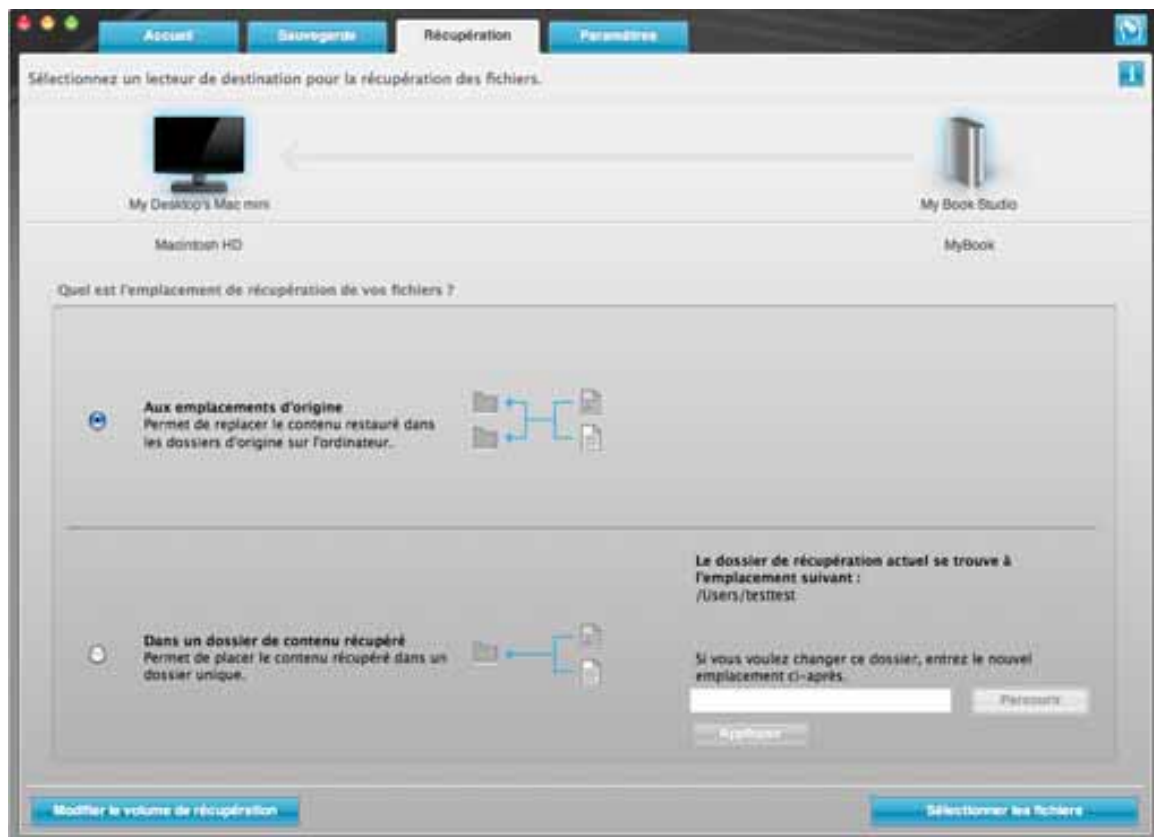 Accueil Sauvegarde Récupération Paramètres
Sélectionnez un lecteur de destination pour la récupération des fichiers.
My Desktop's Mac mini
My Book Studio
Macintosh HD
MyBook
Quel est l'emplacement de récupération de vos fichiers ?
Aux emplacements d'origine
Permet de replacer le contenu restauré dans
les dossiers d'origine sur l'ordinateur.
Le dossier de récupération actuel se trouve à
l'emplacement suivant :
/Users/testtest
Dans un dossier de contenu récupéré
Permet de placer le contenu récupéré dans un
dossier unique.
Si vous voulez changer ce dossier, entrez le nouvel
emplacement ci-après.
Parcourir
Appliquer
Modifier le volume de récupération
Sélectionner les fichiers